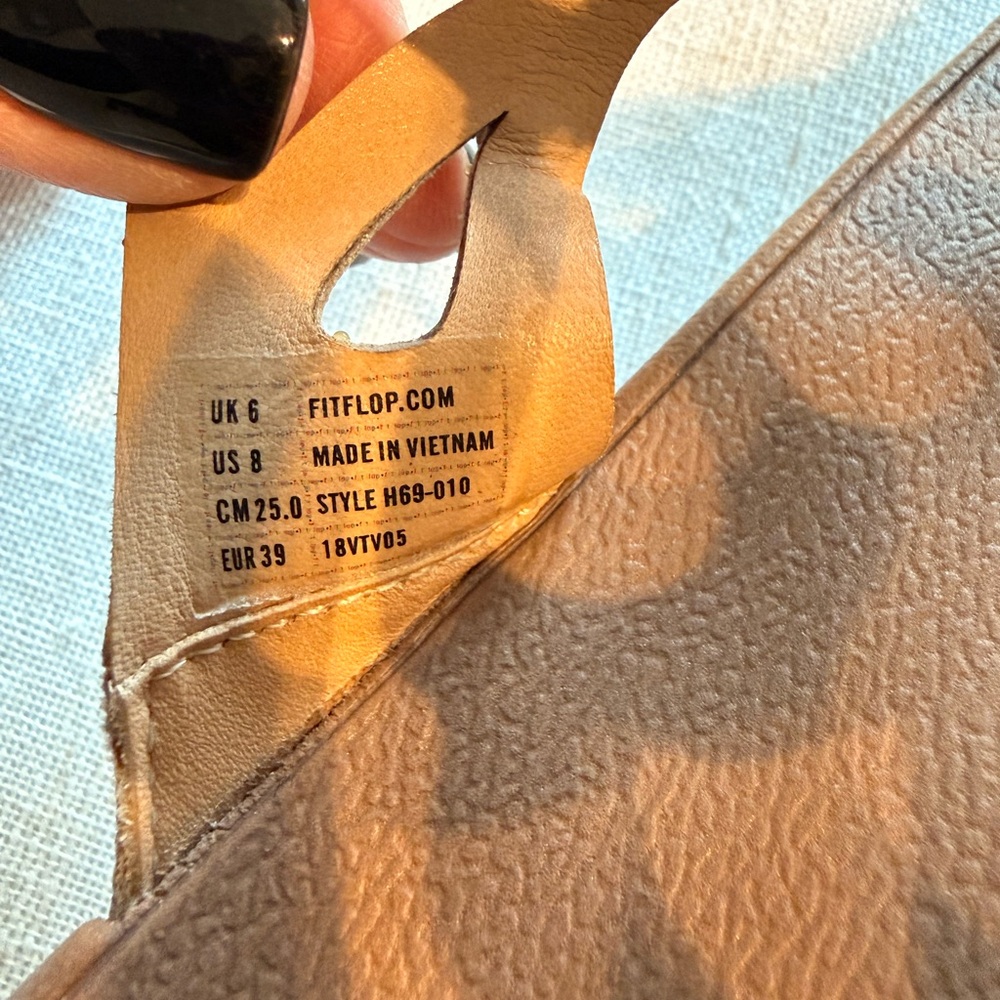 UK 6 FITFLOP.COM
US 8 MADE IN VIETNAM
CM 25.0 STYLE H69-010
EUR 39 18VTV05